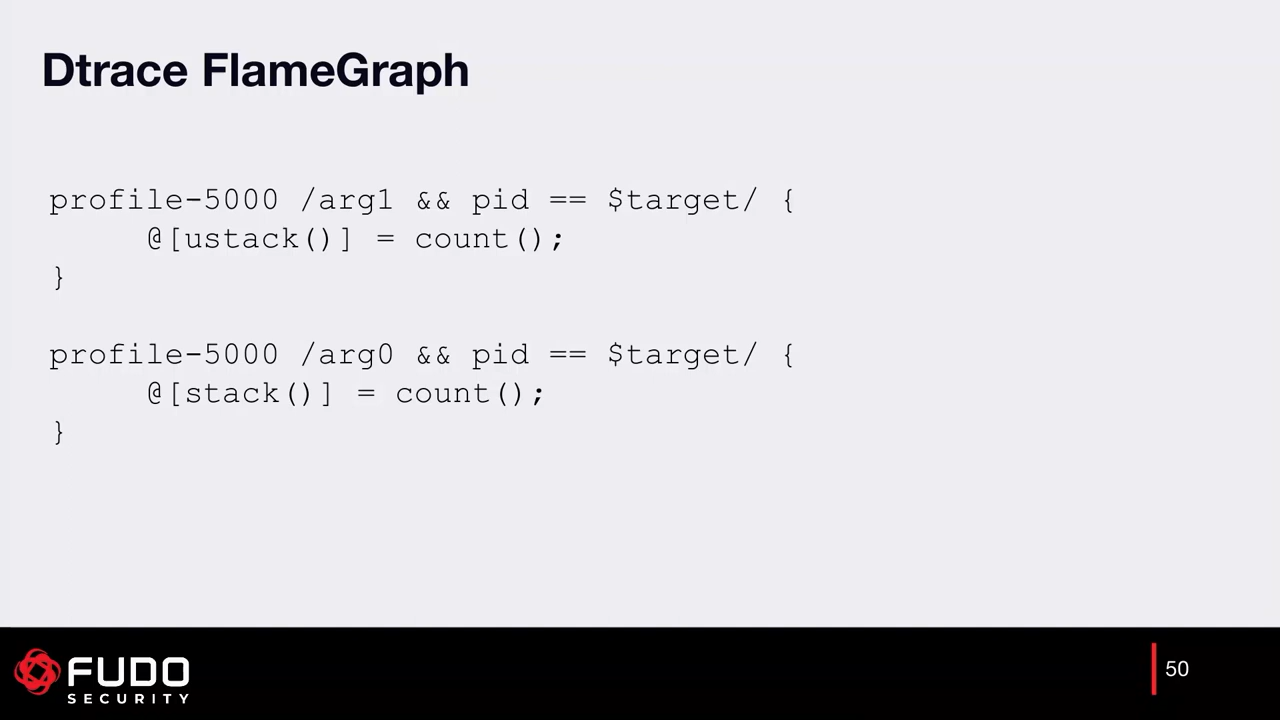 Dtrace FlameGraph
profile-5000 /arg1 && pid == $target/ {
     @[ustack()] = count();
}
profile-5000 /arg0 && pid == $target/ {
     @[stack()] = count();
}
FUDO
SECURITY
50